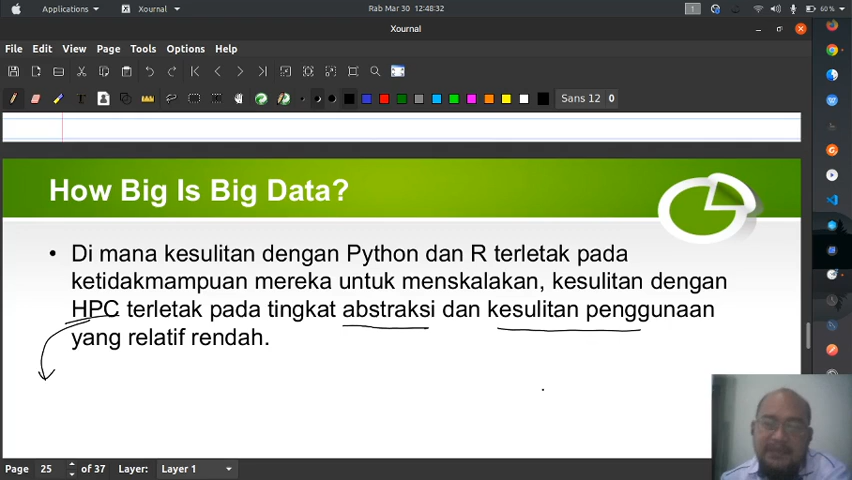 Applications
Xournal
Rab Mar 30 12:48:32
1
60 %
Xournal
File Edit View Page Tools Options Help
Sans 12 0
How Big Is Big Data?
• Di mana kesulitan dengan Python dan R terletak pada
ketidakmampuan mereka untuk menskalakan, kesulitan dengan
HPC terletak pada tingkat abstraksi dan kesulitan penggunaan
yang relatif rendah.
Page 25 of 37 Layer: Layer 1